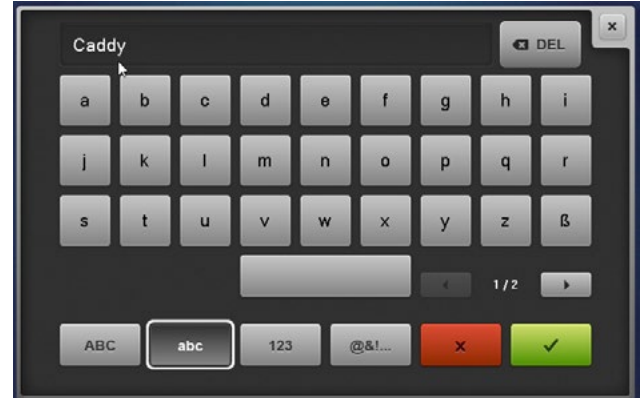 Caddy
DEL
a b c d e f g h i
j k l m n o p q r
s t u v w x y z ß
1/2
ABC abc 123 @&!...